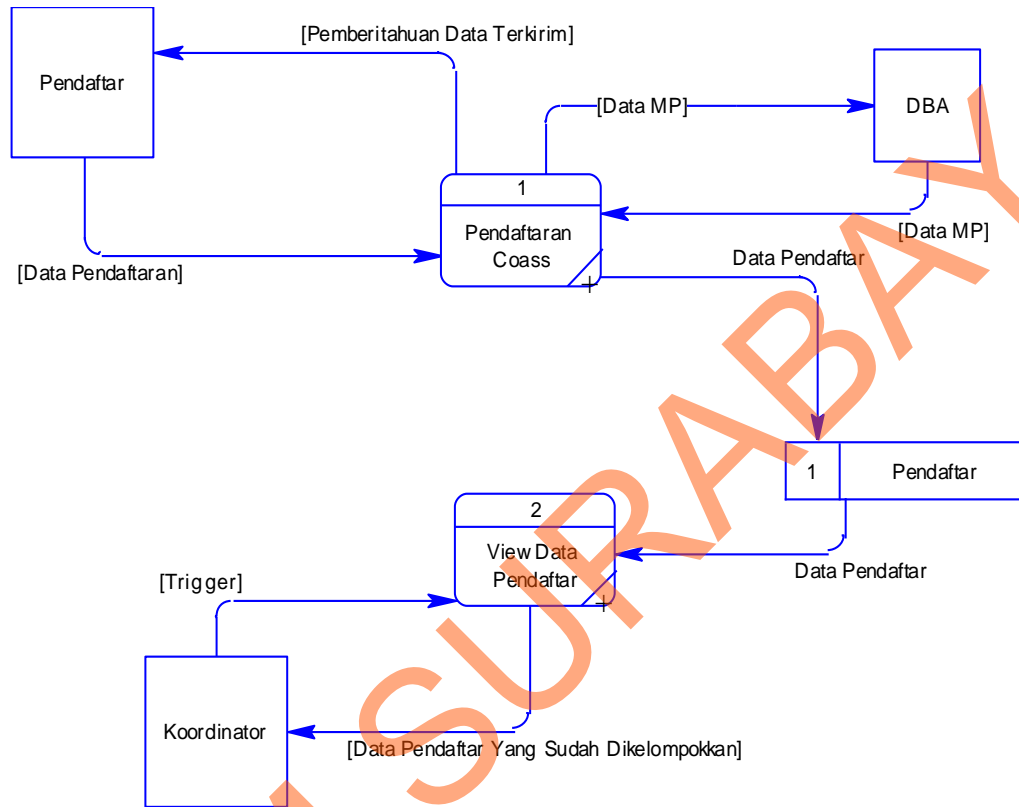 [Pemberitahuan Data Terkirim]
Pendaftar
[Data MP]
DBA
1
Pendaftaran
Coass
[Data MP]
[Data Pendaftaran]
Data Pendaftar
1
Pendaftar
2
View Data
Pendaftar
Data Pendaftar
[Trigger]
Koordinator
[Data Pendaftar Yang Sudah Dikelompokkan]
SURABAY